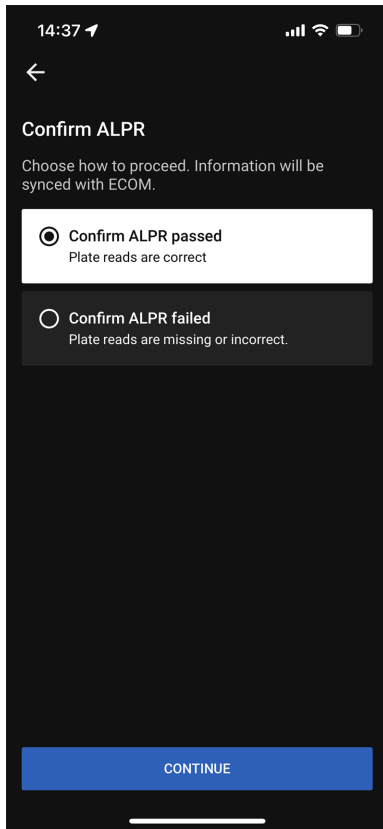 14:37
Confirm ALPR
Choose how to proceed. Information will be
synced with ECOM.
Confirm ALPR passed
Plate reads are correct
Confirm ALPR failed
Plate reads are missing or incorrect.
CONTINUE